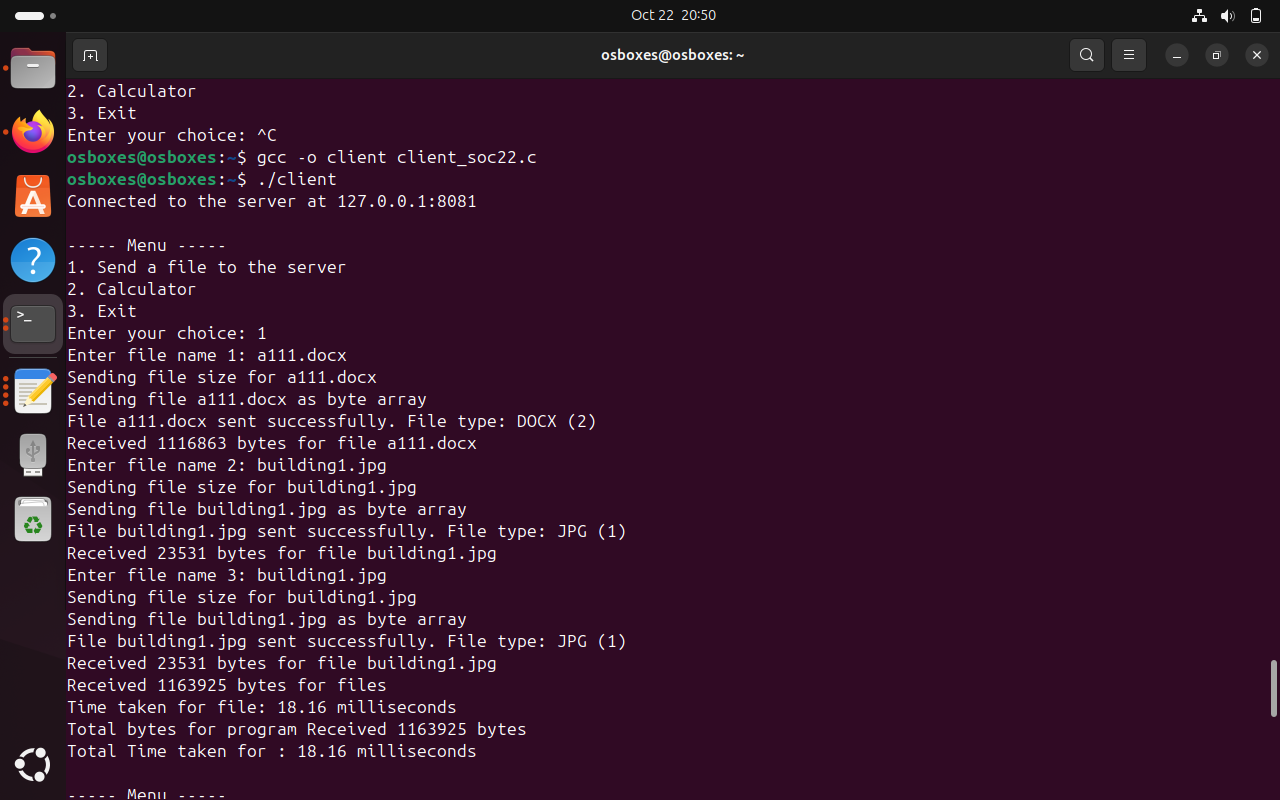 Oct 22 20:50
osboxes@osboxes: ~
2. Calculator
3. Exit
Enter your choice: ^C
osboxes@osboxes:~$ gcc -o client client_soc22.c
osboxes@osboxes:~$ ./client
Connected to the server at 127.0.0.1:8081
----- Menu -----
1. Send a file to the server
2. Calculator
3. Exit
Enter your choice: 1
Enter file name 1: a111.docx
Sending file size for a111.docx
Sending file a111.docx as byte array
File a111.docx sent successfully. File type: DOCX (2)
Received 1116863 bytes for file a111.docx
Enter file name 2: building1.jpg
Sending file size for building1.jpg
Sending file building1.jpg as byte array
File building1.jpg sent successfully. File type: JPG (1)
Received 23531 bytes for file building1.jpg
Enter file name 3: building1.jpg
Sending file size for building1.jpg
Sending file building1.jpg as byte array
File building1.jpg sent successfully. File type: JPG (1)
Received 23531 bytes for file building1.jpg
Received 1163925 bytes for files
Time taken for file: 18.16 milliseconds
Total bytes for program Received 1163925 bytes
Total Time taken for : 18.16 milliseconds
----- Menu -----